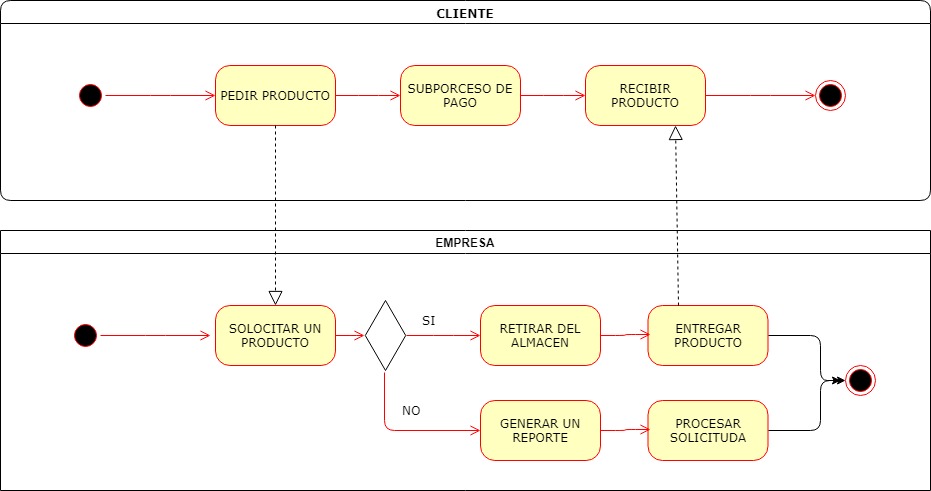 CLIENTE
PEDIR PRODUCTO
SUBPORCESO DE
PAGO
RECIBIR
PRODUCTO
EMPRESA
SOLOCITAR UN
PRODUCTO
SI
RETIRAR DEL
ALMACEN
ENTREGAR
PRODUCTO
NO
GENERAR UN
REPORTE
PROCESAR
SOLICITUDA